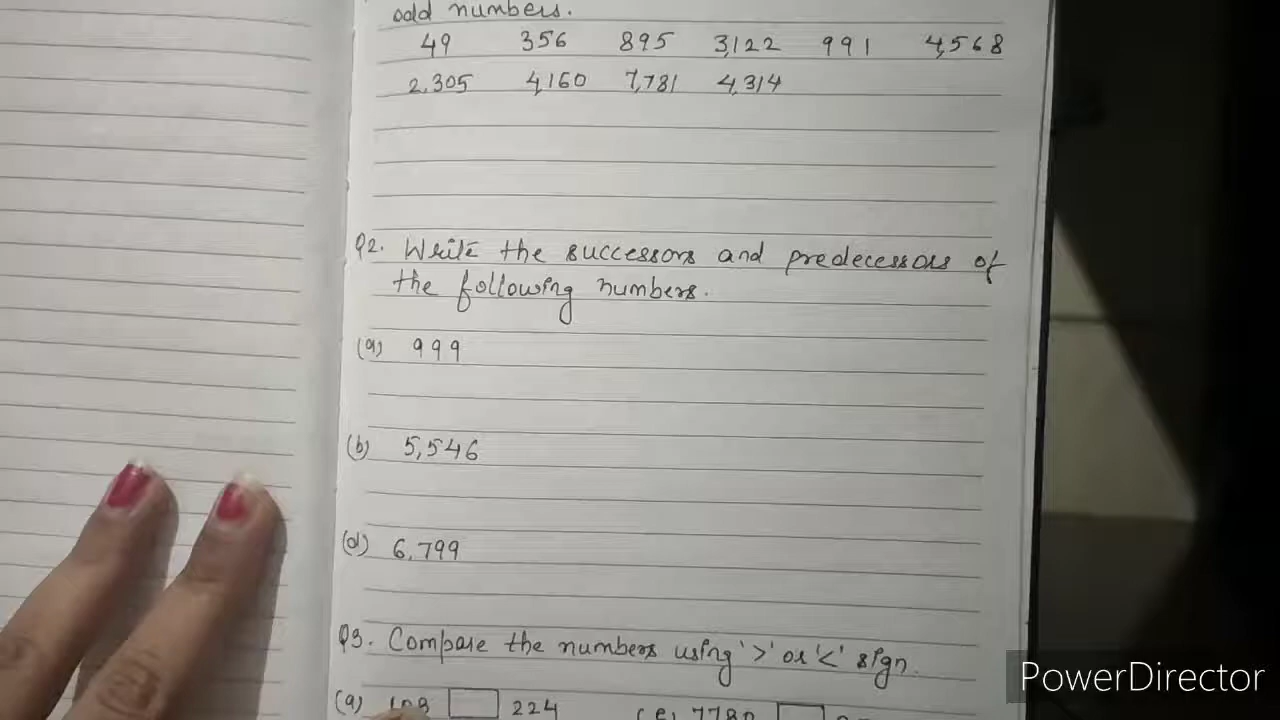 odd numbers.
49 356 895 3,122 991 4,568
2,305 4,160 7,781 4,314
Q2. Write the successors and predecessors of
the following numbers.
(a) 999
(b) 5,546
(d) 6,799
Q3. Compare the numbers using '>' or '<' sign.
(a) 224 (e) 7780
PowerDirector